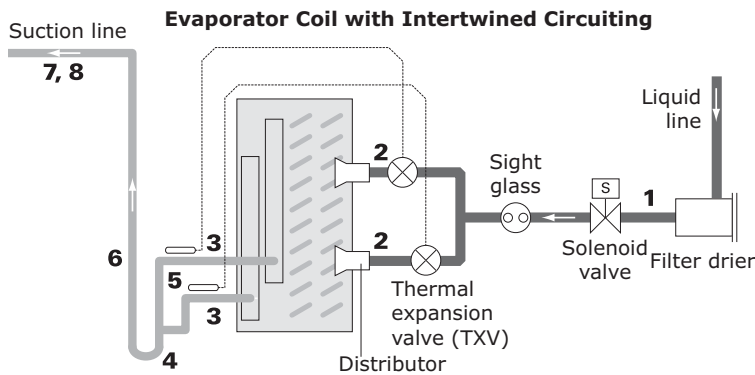 Evaporator Coil with Intertwined Circuiting
Suction line
7, 8
Liquid
line
2
Sight
glass
S
1
6
3
2
Solenoid
valve
Filter drier
5
3
Thermal
expansion
valve (TXV)
4
Distributor